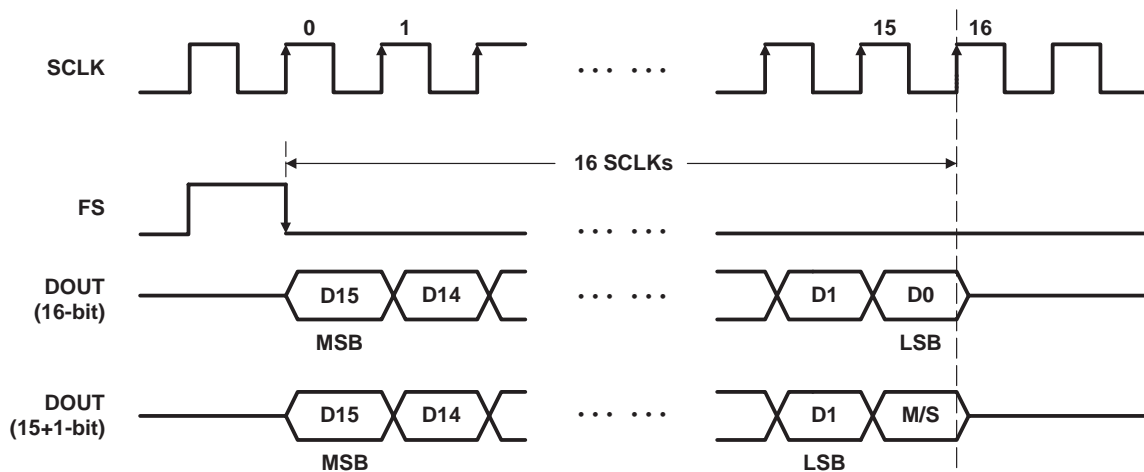 0 1 15 16
SCLK
... ... 
16 SCLKs
FS
... ...
DOUT
(16-bit)
D15 D14 ... ... D1 D0
MSB LSB
DOUT
(15+1-bit)
D15 D14 ... ... D1 M/S
MSB LSB